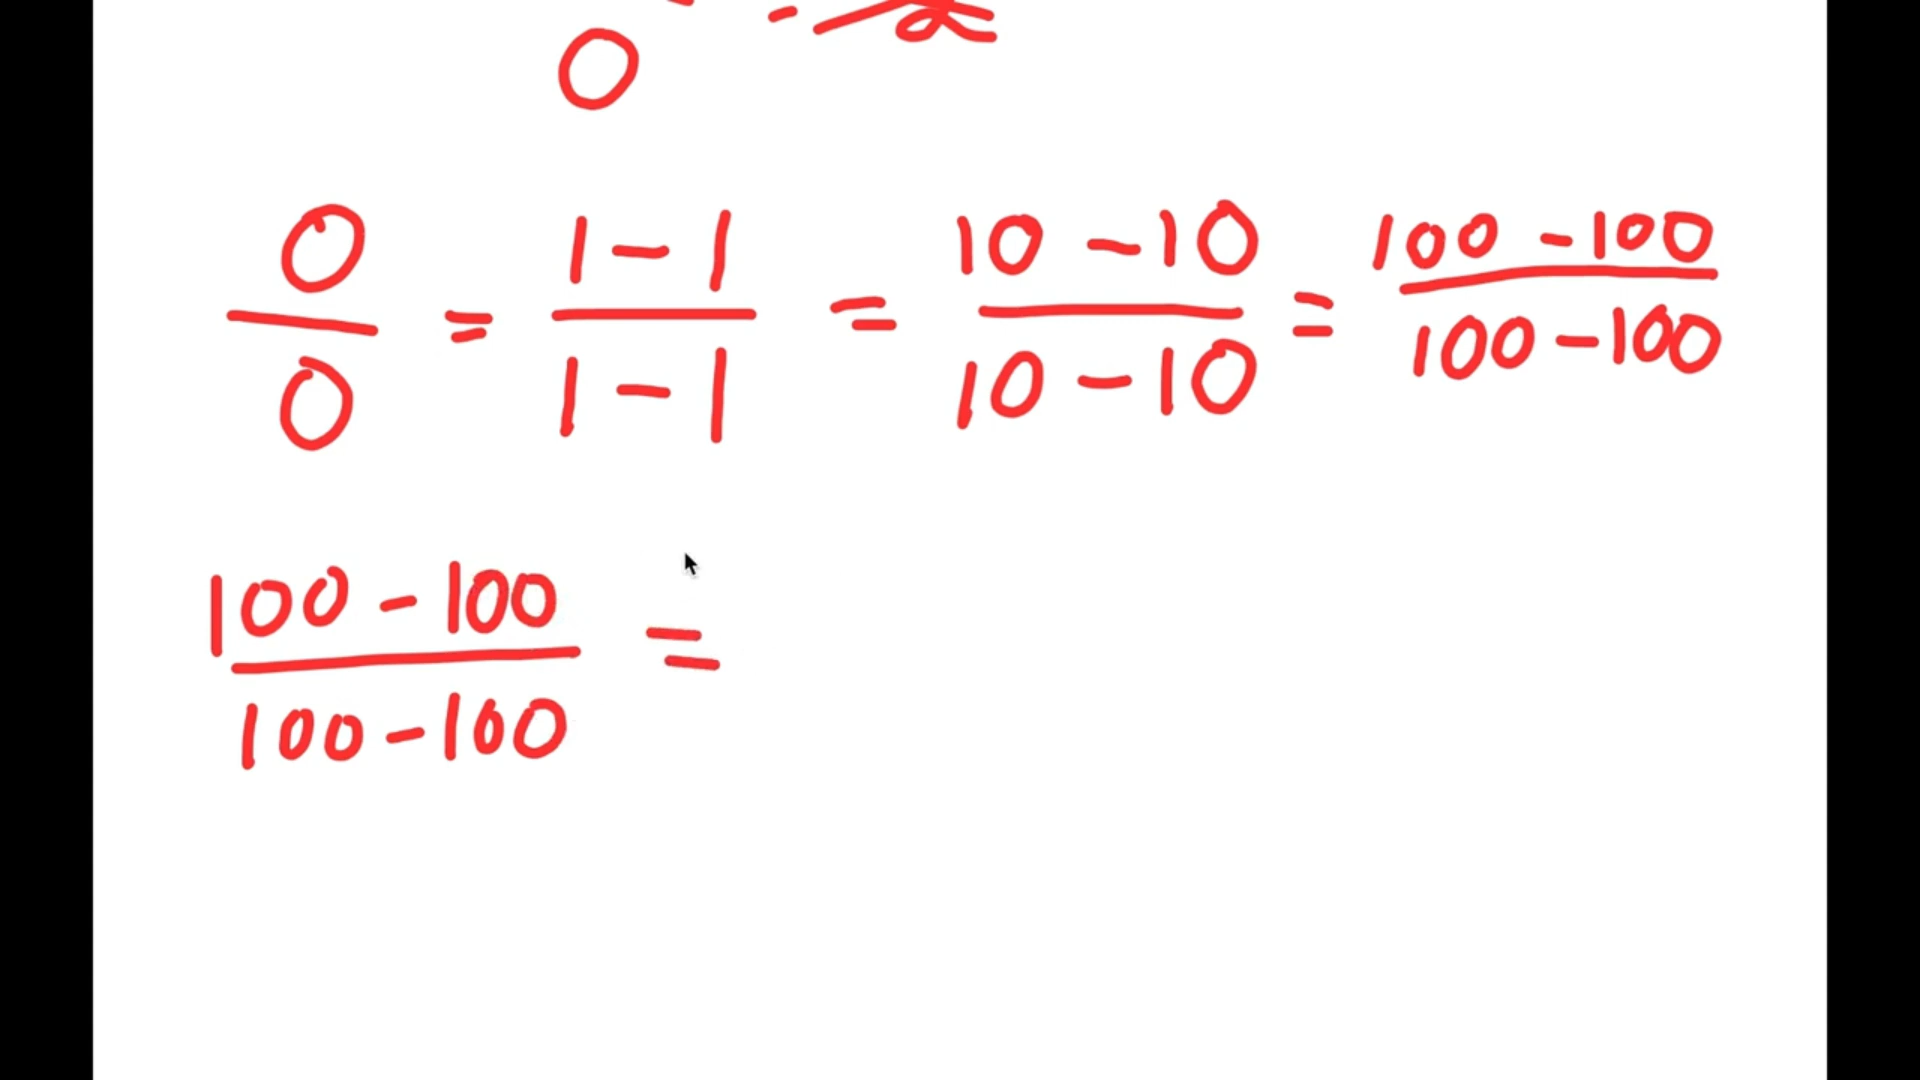 0
0/0 = (1-1)/(1-1) = (10-10)/(10-10) = (100-100)/(100-100)
(100-100)/(100-100) =